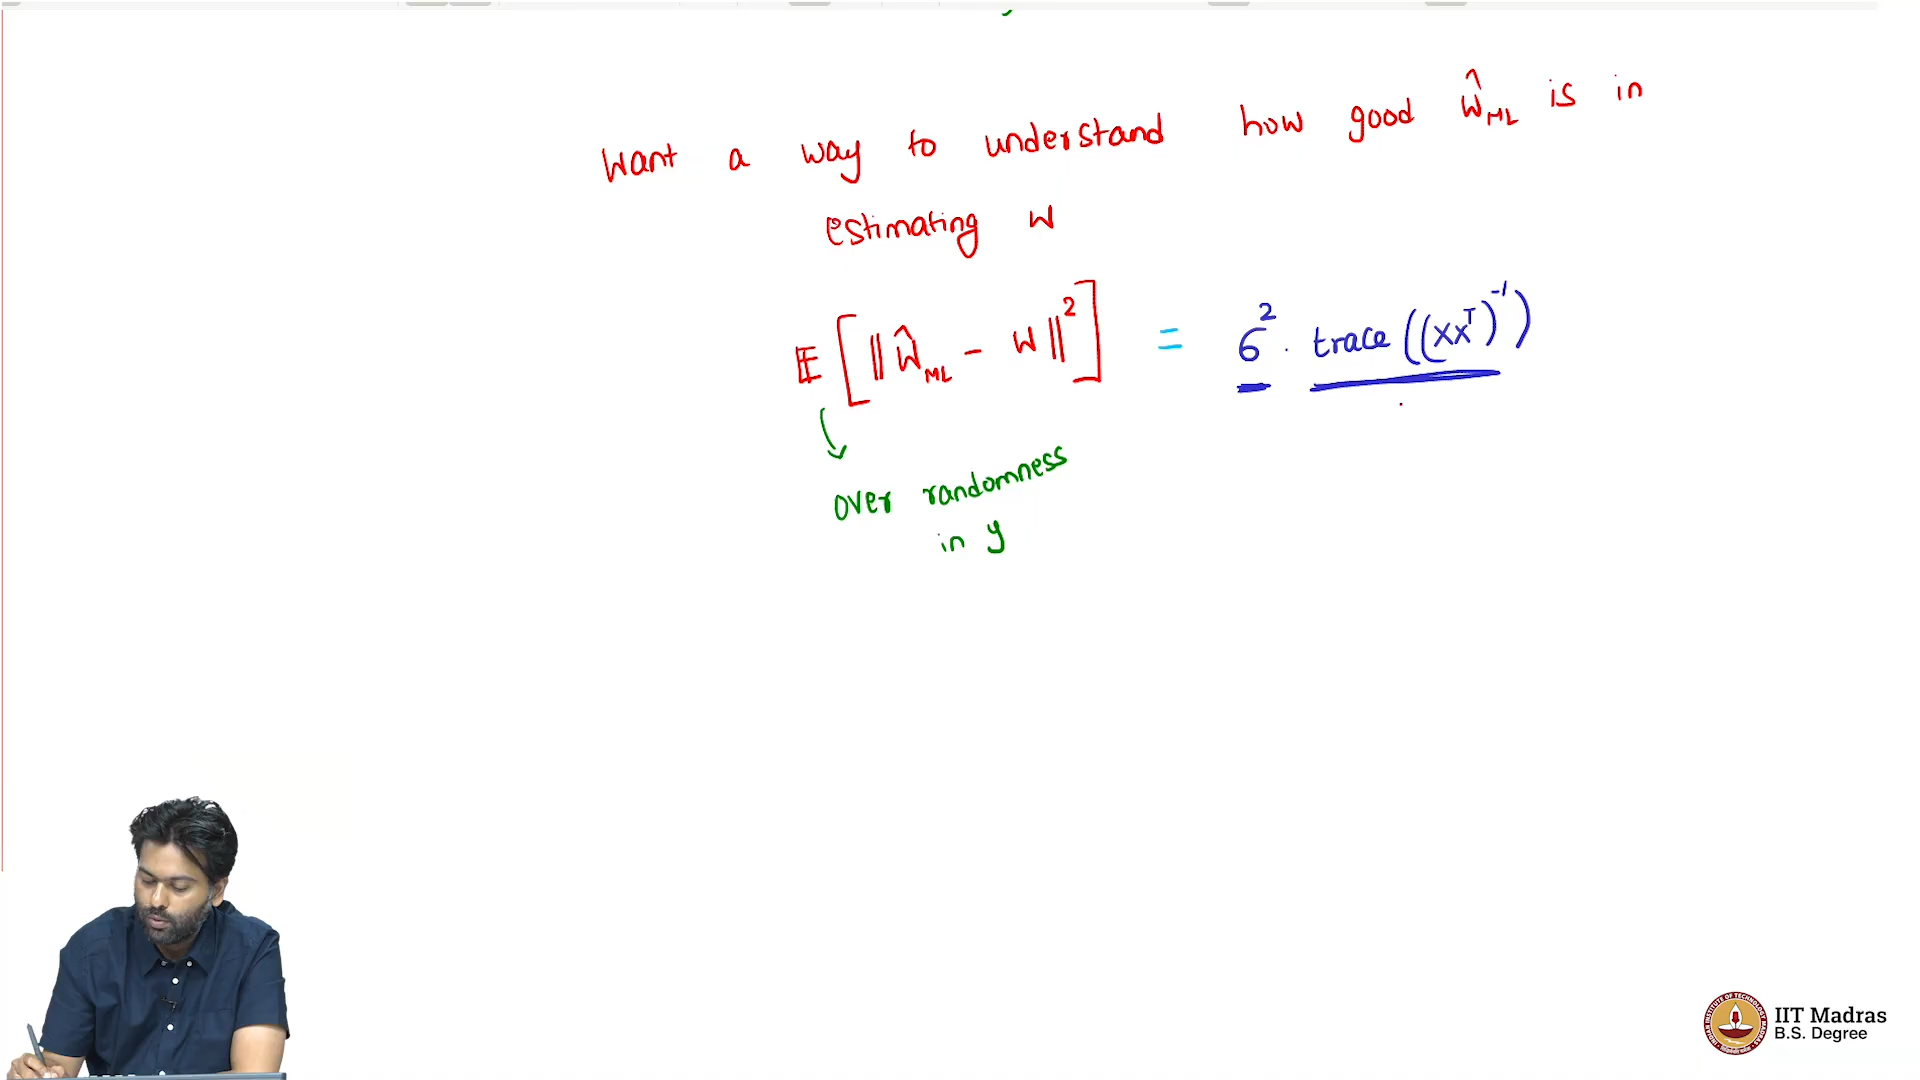 Want a way to understand how good ŵ_ML is in
estimating w
𝔼 [ || ŵ_ML - w ||² ] = σ² . trace((XXᵀ)⁻¹)
over randomness
in y
IIT Madras
B.S. Degree